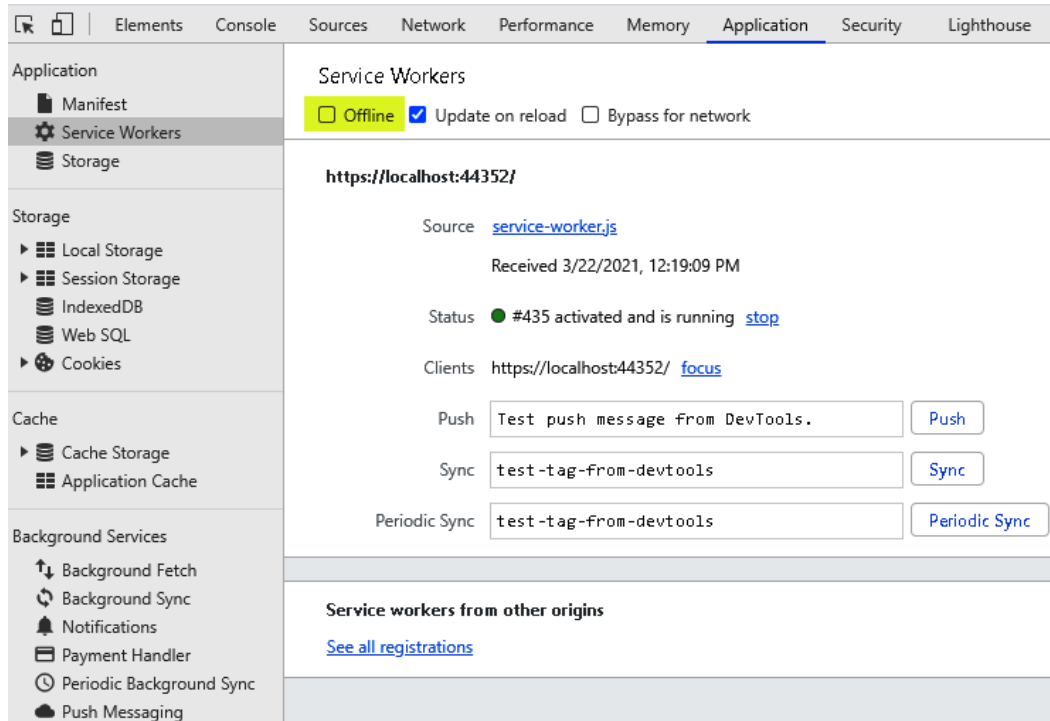 Elements Console Sources Network Performance Memory Application Security Lighthouse
Application
Manifest
Service Workers
Storage
Storage
Local Storage
Session Storage
IndexedDB
Web SQL
Cookies
Cache
Cache Storage
Application Cache
Background Services
Background Fetch
Background Sync
Notifications
Payment Handler
Periodic Background Sync
Push Messaging
Service Workers
Offline Update on reload Bypass for network
https://localhost:44352/
Source service-worker.js
Received 3/22/2021, 12:19:09 PM
Status #435 activated and is running stop
Clients https://localhost:44352/ focus
Push Test push message from DevTools. Push
Sync test-tag-from-devtools Sync
Periodic Sync test-tag-from-devtools Periodic Sync
Service workers from other origins
See all registrations